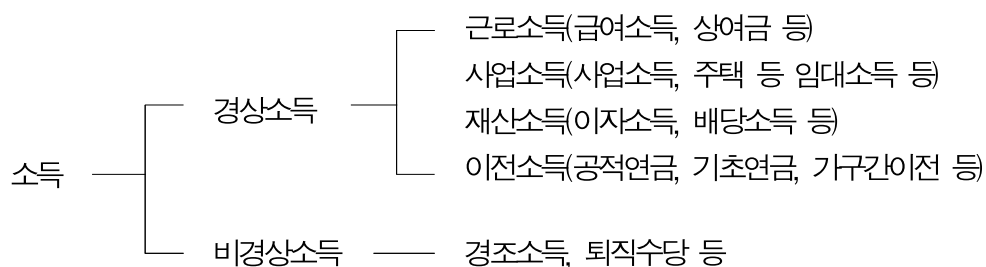 근로소득(급여소득, 상여금 등)
사업소득(사업소득, 주택 등 임대소득 등)
경상소득
재산소득(이자소득, 배당소득 등)
소득
이전소득(공적연금, 기초연금, 가구간이전 등)
비경상소득
경조소득, 퇴직수당 등